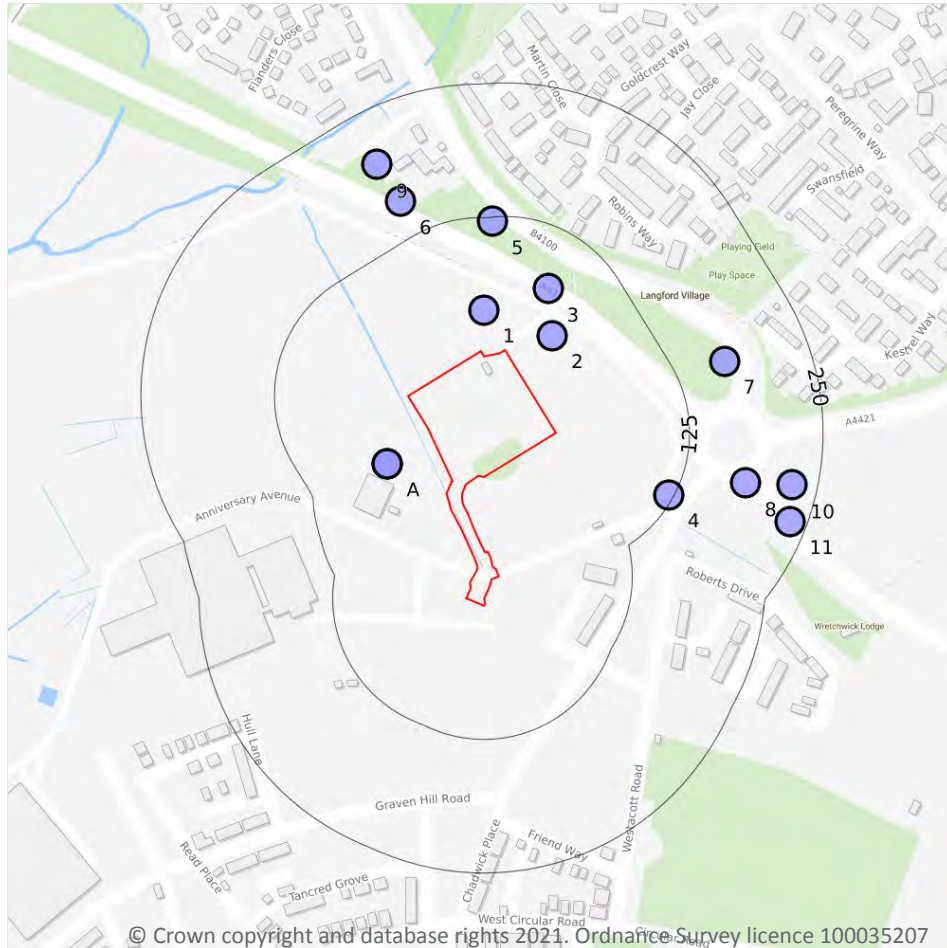 Flanders Close
Martin Close
Goldcrest Way
Jay Close
Peregrine Way
Swansfield
Robins Way
9
6
5
B4100
Playing Field
Play Space
Langford Village
3
1
2
Kestrel Way
7
250
A4421
125
A
Anniversary Avenue
4
8
10
11
Roberts Drive
Wretchwick Lodge
Hull Lane
Graven Hill Road
Westacott Road
Read Place
Chadwick Place
Friend Way
Tancred Grove
West Circular Road
Circular Road
© Crown copyright and database rights 2021. Ordnance Survey licence 100035207